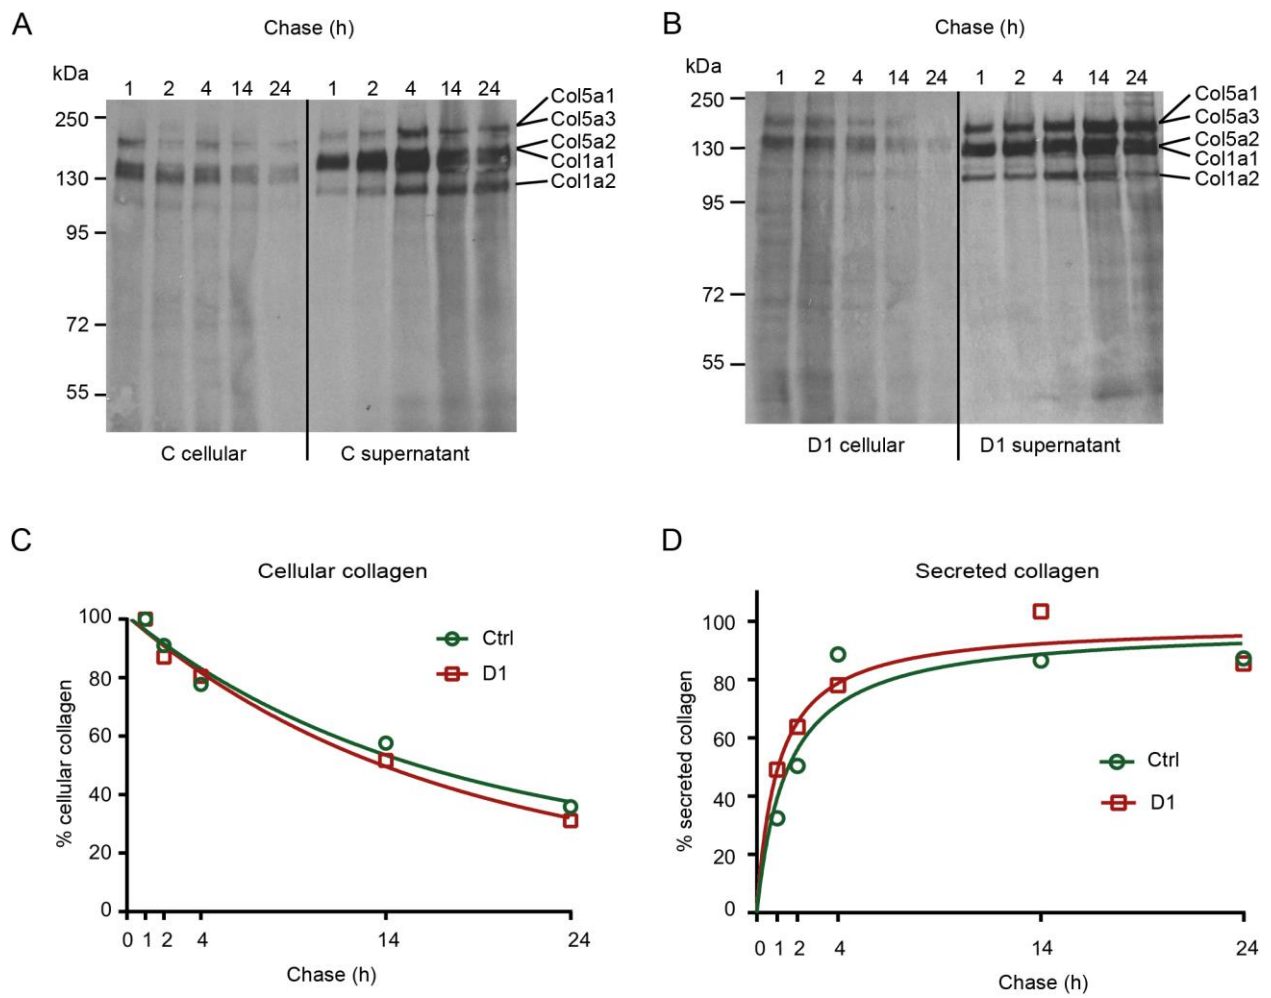 A
Chase (h)
kDa
1 2 4 14 24 1 2 4 14 24
250
130
95
72
55
Col5a1
Col5a3
Col5a2
Col1a1
Col1a2
C cellular
C supernatant
B
Chase (h)
kDa
1 2 4 14 24 1 2 4 14 24
250
130
95
72
55
Col5a1
Col5a3
Col5a2
Col1a1
Col1a2
D1 cellular
D1 supernatant
C
Cellular collagen
% cellular collagen
100
80
60
40
20
0
0 1 2 4 14 24
Chase (h)
Ctrl
D1
D
Secreted collagen
% secreted collagen
100
80
60
40
20
0
0 1 2 4 14 24
Chase (h)
Ctrl
D1